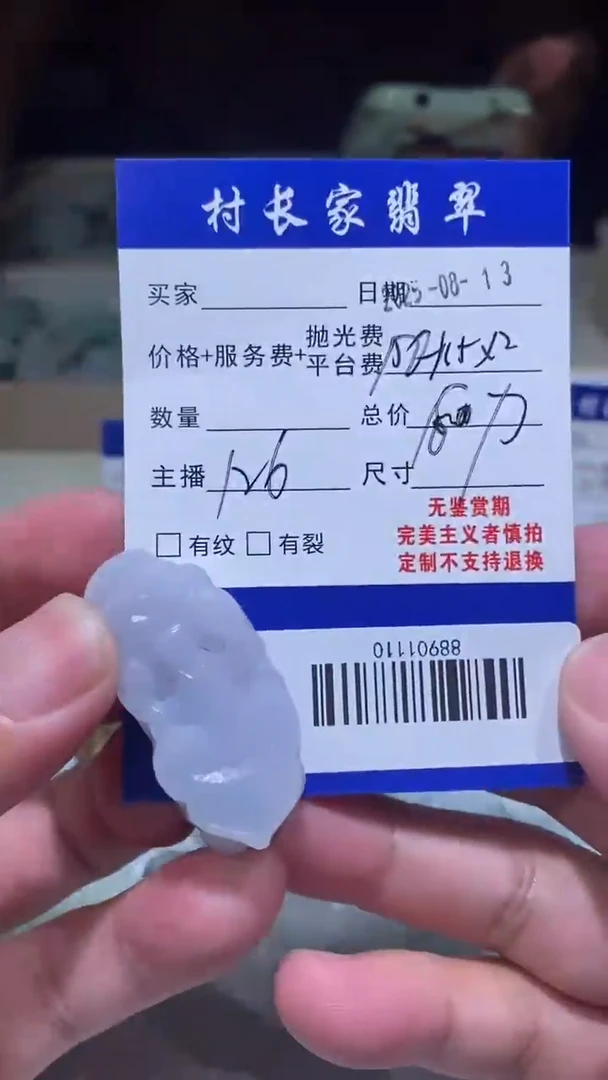 村长家翡翠
买家 日期 2025-08-13
价格+服务费+抛光费平台费
数量 总价
主播 126 尺寸
无鉴赏期
完美主义者慎拍
□有纹 □有裂 定制不支持退换
88901110